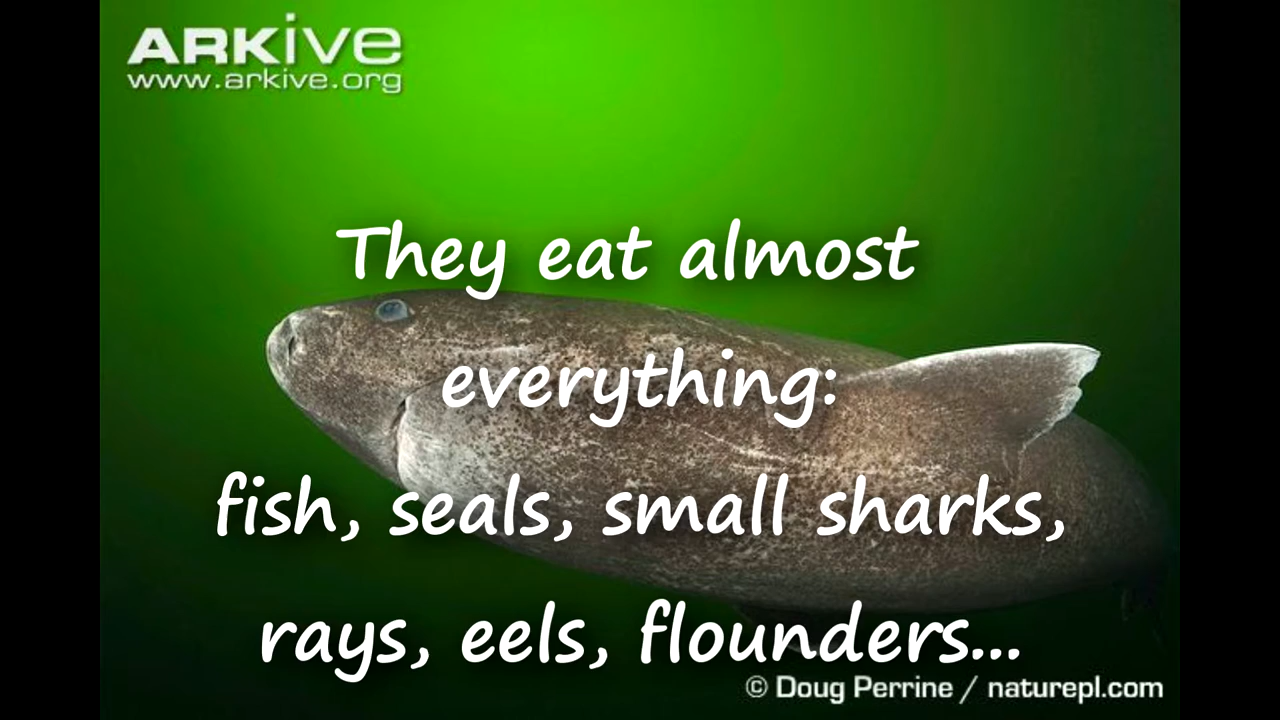 ARKive
www.arkive.org
They eat almost
everything:
fish, seals, small sharks,
rays, eels, flounders...
© Doug Perrine / naturepl.com